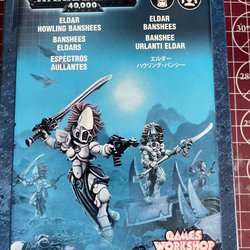 40,000
ELDAR
HOWLING BANSHEES
BANSHEES
ELDARS
ESPECTROS
AULLANTES
ELDAR
BANSHEES
BANSHEE
URLANTI ELDAR
エルダー
ハウリング・バンシー
GAMES
WORKSHOP
30°